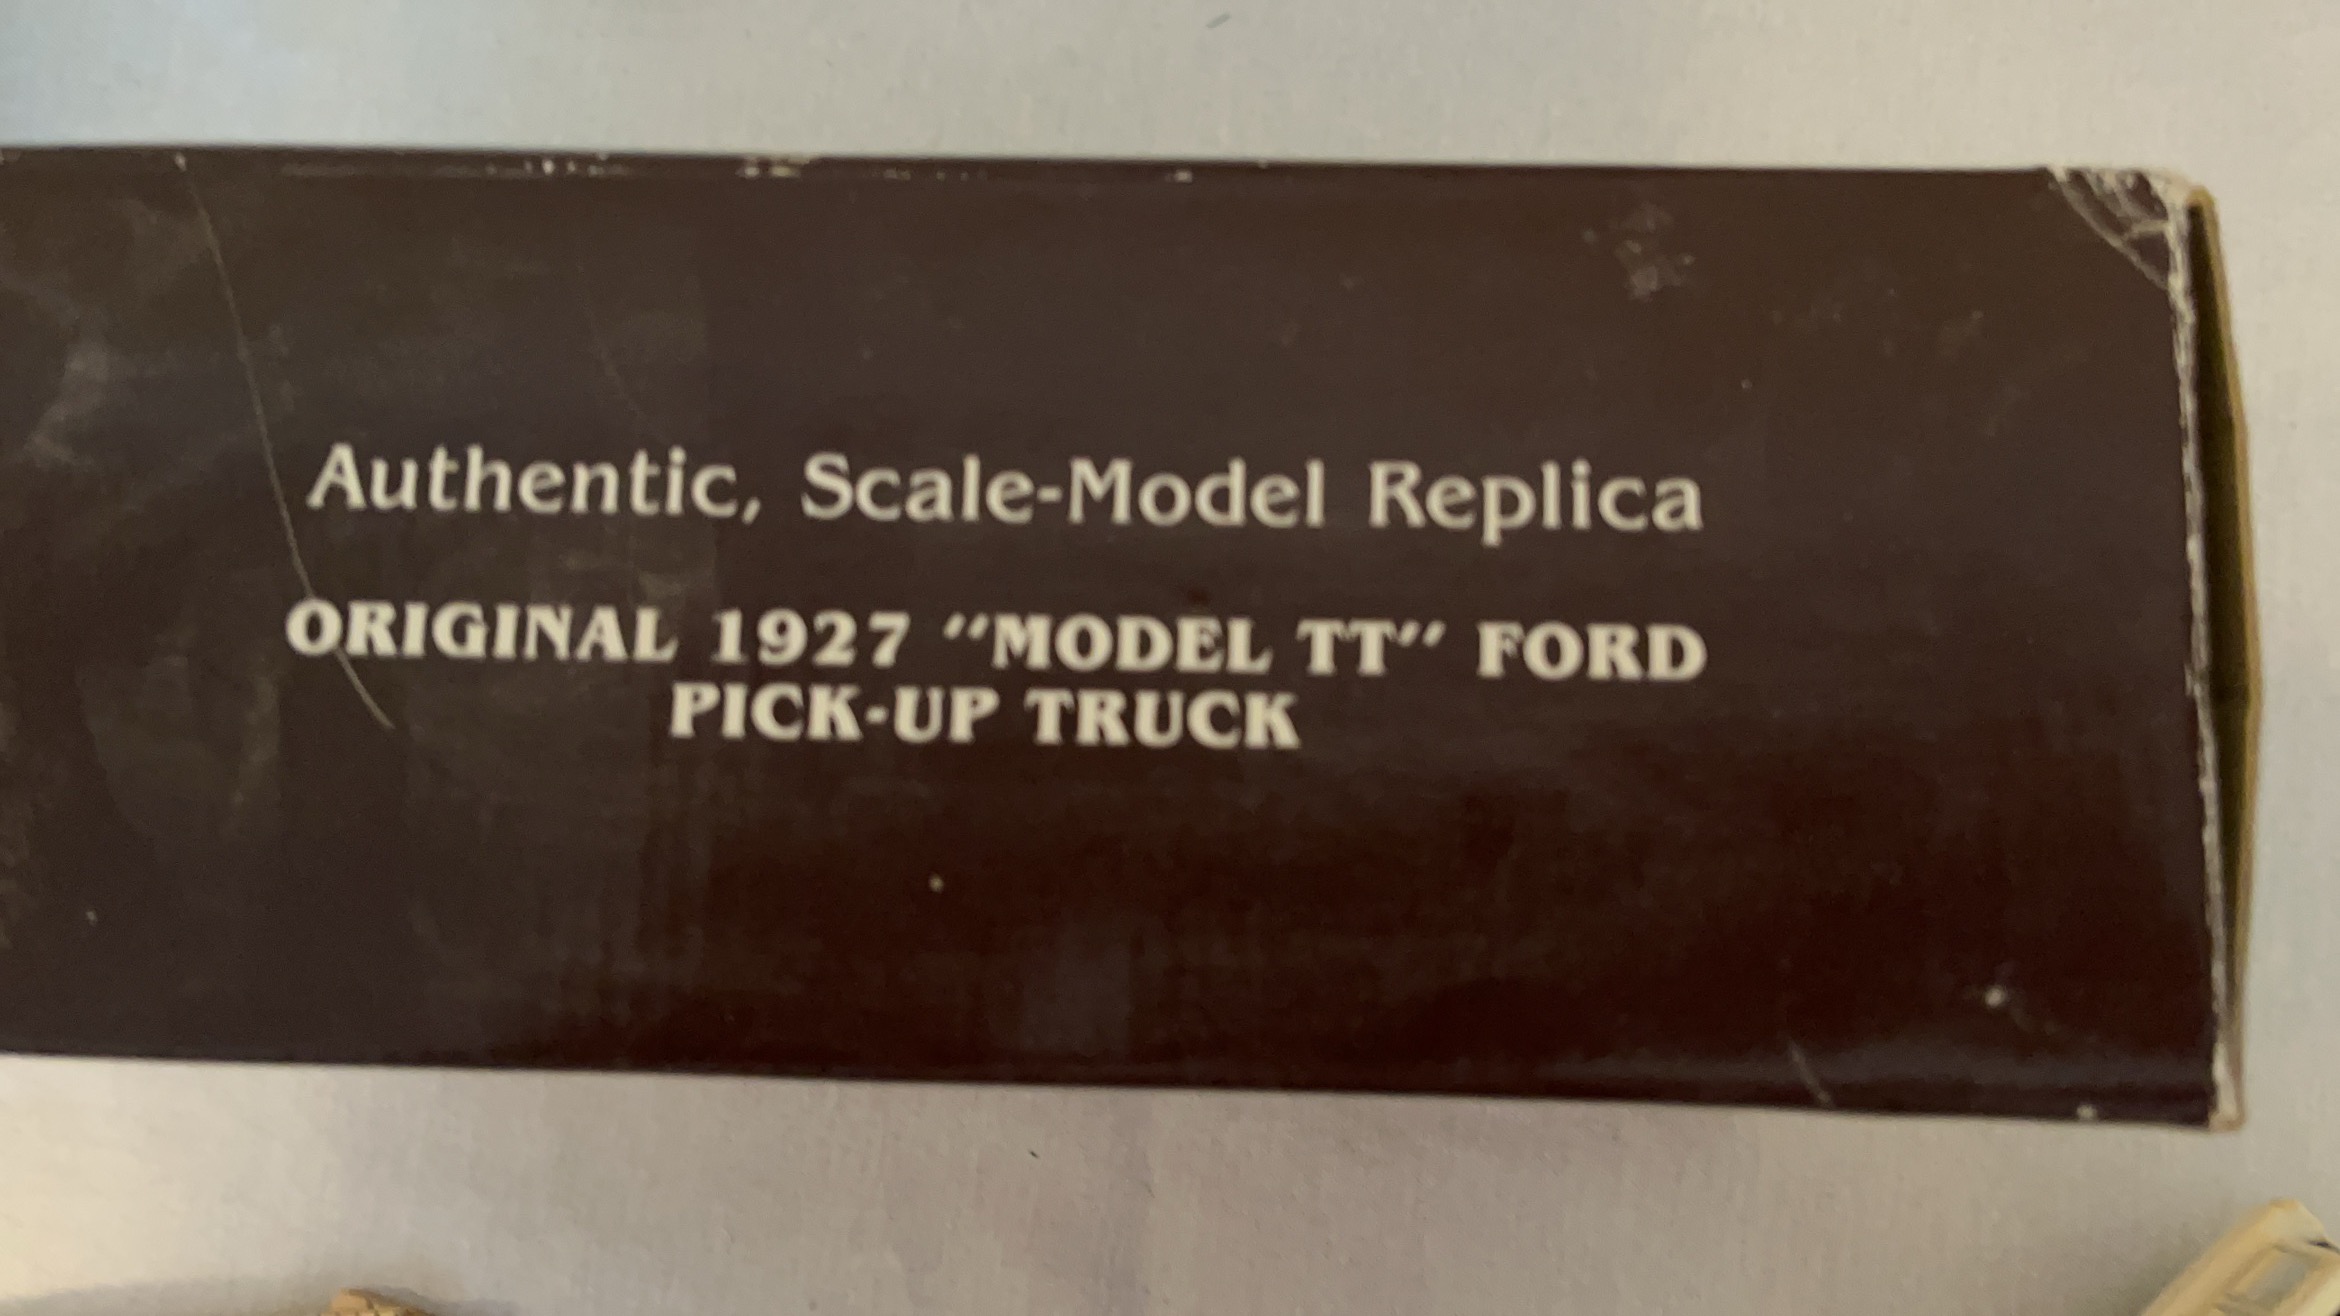 Authentic, Scale-Model Replica
ORIGINAL 1927 "MODEL TT" FORD
PICK-UP TRUCK